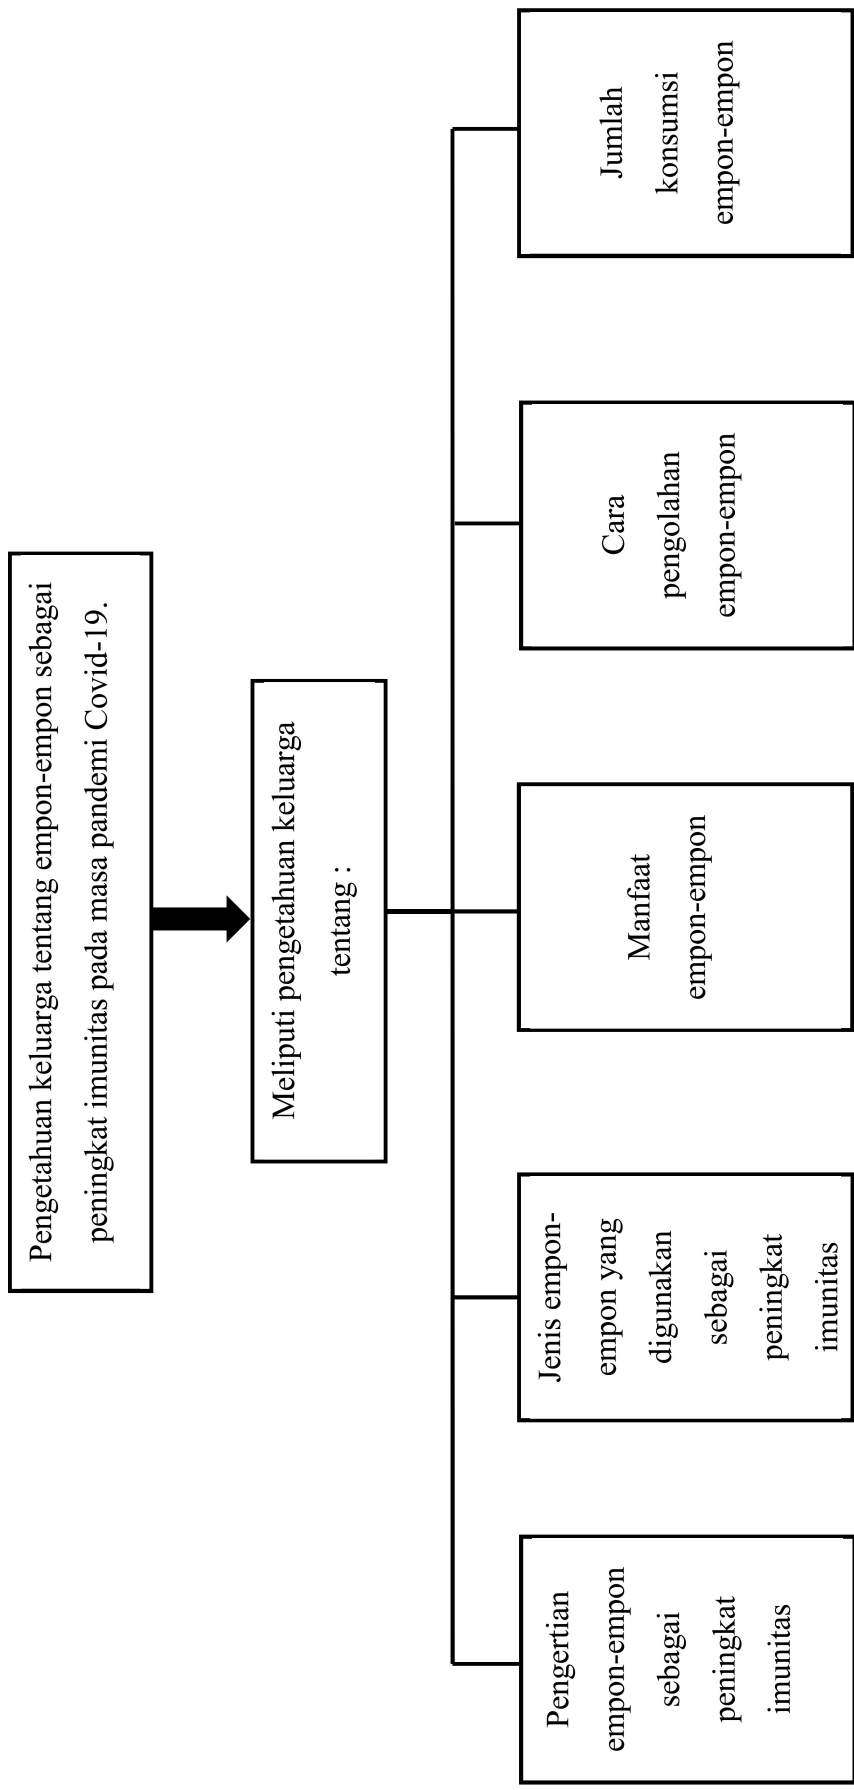 Pengetahuan keluarga tentang empon-empon sebagai
peningkat imunitas pada masa pandemi Covid-19.
Meliputi pengetahuan keluarga
tentang :
Pengertian
empon-empon
sebagai
peningkat
imunitas
Jenis empon-
empon yang
digunakan
sebagai
peningkat
imunitas
Manfaat
empon-empon
Cara
pengolahan
empon-empon
Jumlah
konsumsi
empon-empon